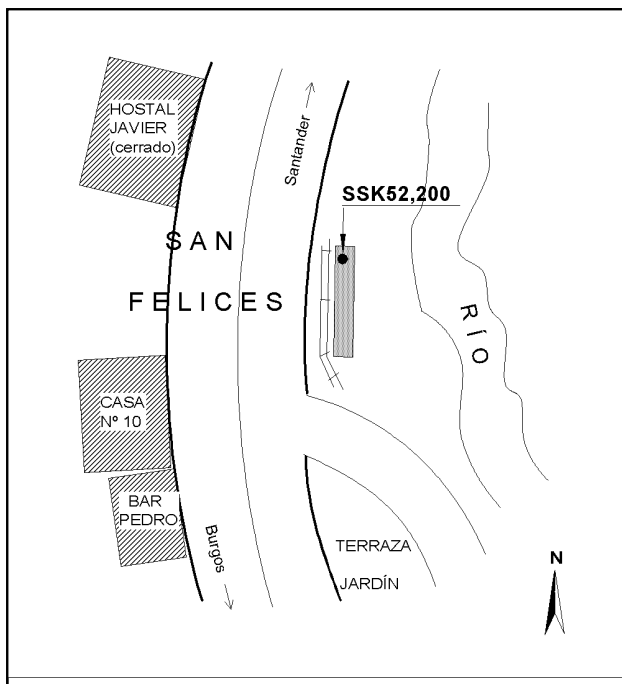 HOSTAL
JAVIER
(cerrado)
Santander
SSK52,200
SAN
FELICES
RÍO
CASA
Nº 10
BAR
PEDRO
Burgos
TERRAZA
JARDÍN
N